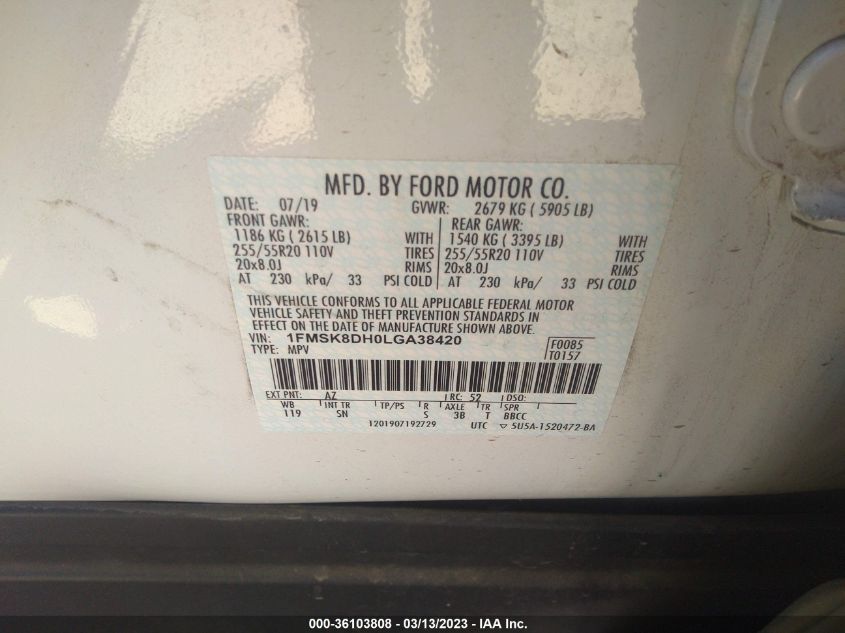 MFD. BY FORD MOTOR CO.
DATE: 07/19 GVWR: 2679 KG ( 5905 LB)
FRONT GAWR: REAR GAWR:
1186 KG ( 2615 LB) WITH 1540 KG ( 3395 LB) WITH
255/55R20 110V TIRES 255/55R20 110V TIRES
20x8.0J RIMS 20x8.0J RIMS
AT 230 kPa/ 33 PSI COLD AT 230 kPa/ 33 PSI COLD
THIS VEHICLE CONFORMS TO ALL APPLICABLE FEDERAL MOTOR
VEHICLE SAFETY AND THEFT PREVENTION STANDARDS IN
EFFECT ON THE DATE OF MANUFACTURE SHOWN ABOVE.
VIN: 1FMSK8DH0LGA38420 F0085
TYPE: MPV T0157
EXT PNT: AZ RC: 52 DSO:
WB INT TR TP/PS R AXLE TR SPR
119 SN S 3B T BBCC
1201907192729 UTC ▽ 5U5A-1520472-BA
000-36103808 - 03/13/2023 - IAA Inc.